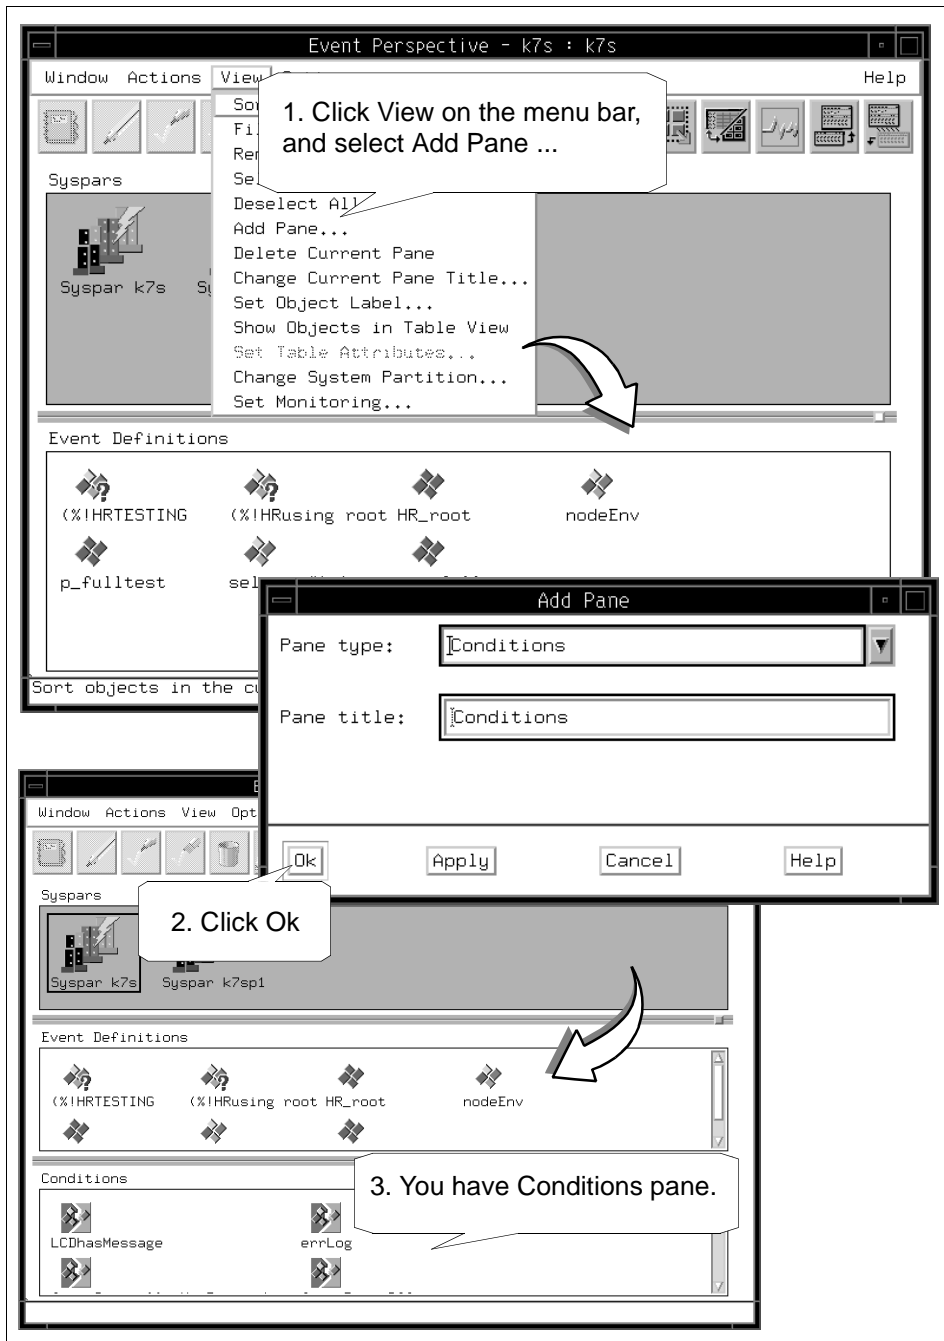 Event Perspective - k7s : k7s
Window Actions View Help
1. Click View on the menu bar,
and select Add Pane ...
Syspars
Deselect All
Add Pane...
Delete Current Pane
Change Current Pane Title...
Set Object Label...
Show Objects in Table View
Set Table Attributes...
Change System Partition...
Set Monitoring...
Syspar k7s
Event Definitions
(%!HRTESTING (%!HRusing root HR_root nodeEnv
p_fulltest
Sort objects in the
Add Pane
Pane type: Conditions
Pane title: Conditions
Ok Apply Cancel Help
2. Click Ok
Window Actions View
Syspars
Syspar k7s Syspar k7sp1
Event Definitions
(%!HRTESTING (%!HRusing root HR_root nodeEnv
Conditions
3. You have Conditions pane.
LCDhasMessage errLog